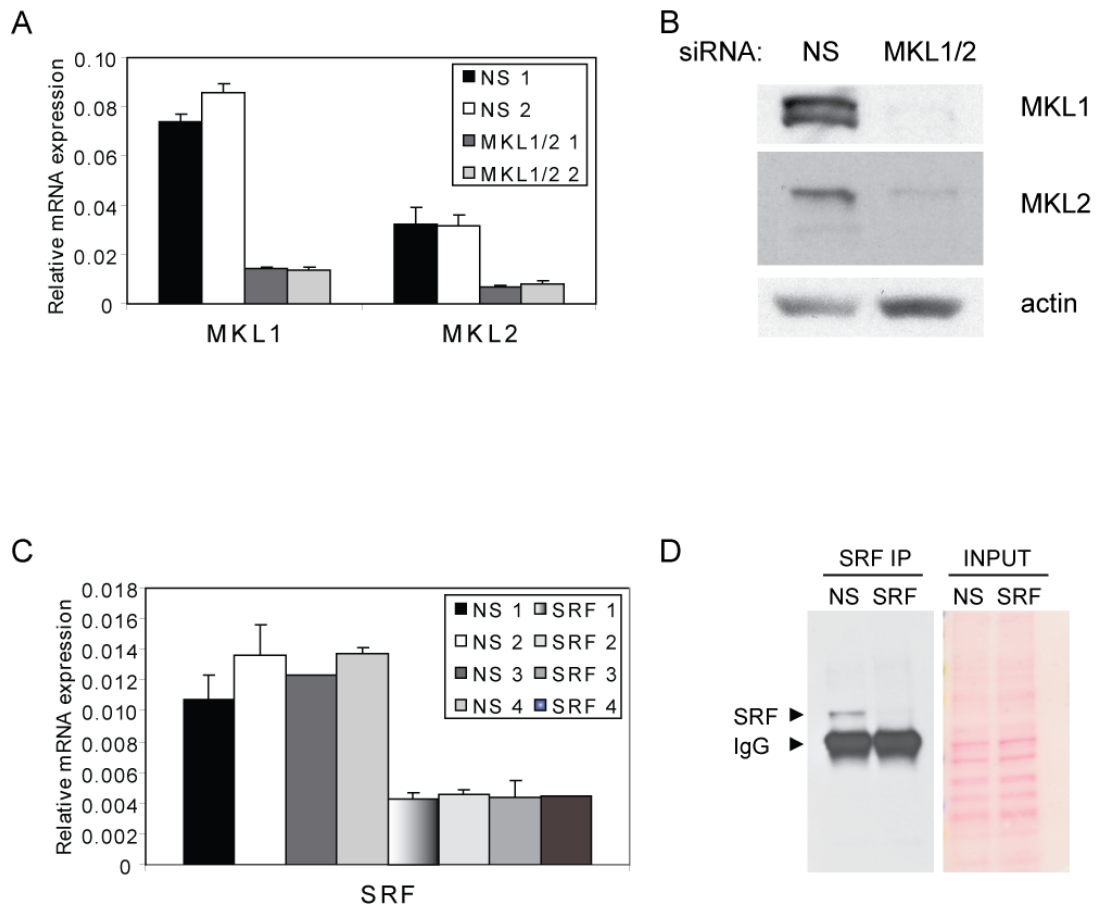 A
Relative mRNA expression
0.10
0.08
0.06
0.04
0.02
0
NS 1
NS 2
MKL1/2 1
MKL1/2 2
MKL1 MKL2
B
siRNA: NS MKL1/2
MKL1
MKL2
actin
C
Relative mRNA expression
0.018
0.016
0.014
0.012
0.010
0.008
0.006
0.004
0.002
0
NS 1 SRF 1
NS 2 SRF 2
NS 3 SRF 3
NS 4 SRF 4
SRF
D
SRF IP INPUT
NS SRF NS SRF
SRF
IgG